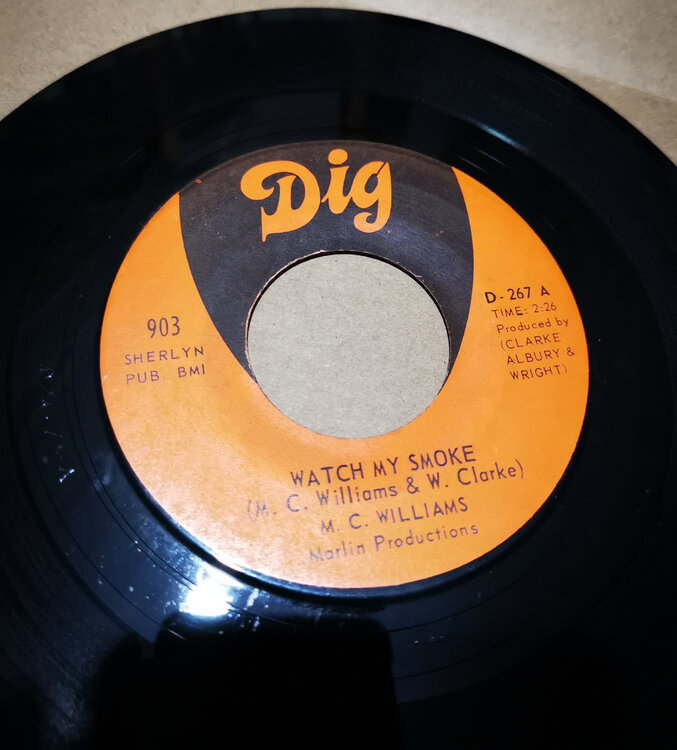 Dig
903
SHERLYN
PUB. BMI
D - 267 A
TIME: 2:26
Produced by
(CLARKE
ALBURY &
WRIGHT)
WATCH MY SMOKE
(M. C. Williams & W. Clarke)
M. C. WILLIAMS
Marlin Productions